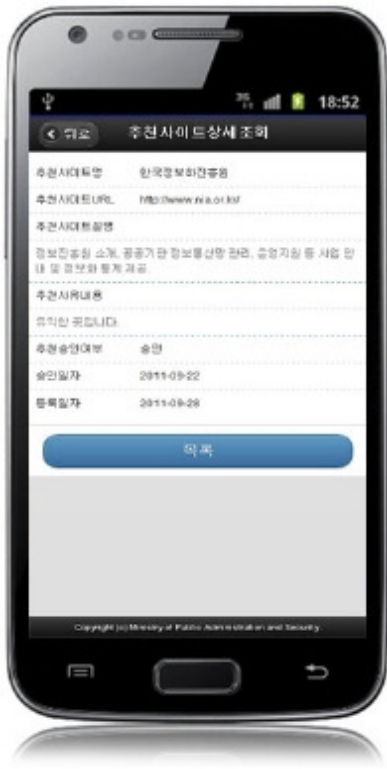 3G 18:52
뒤로 추천사이트상세조회
추천사이트명 한국정보화진흥원
추천사이트URL http://www.nia.or.kr/
추천사이트설명
정보진흥원 소개, 공공기관 정보통신망 관리, 운영지원 등 사업 안
내 및 정보화 통계 제공.
추천사유내용
유익한 곳입니다.
추천승인여부 승인
승인일자 2011-09-22
등록일자 2011-09-28
목록
Copyright (c) Ministry of Public Administration and Security.